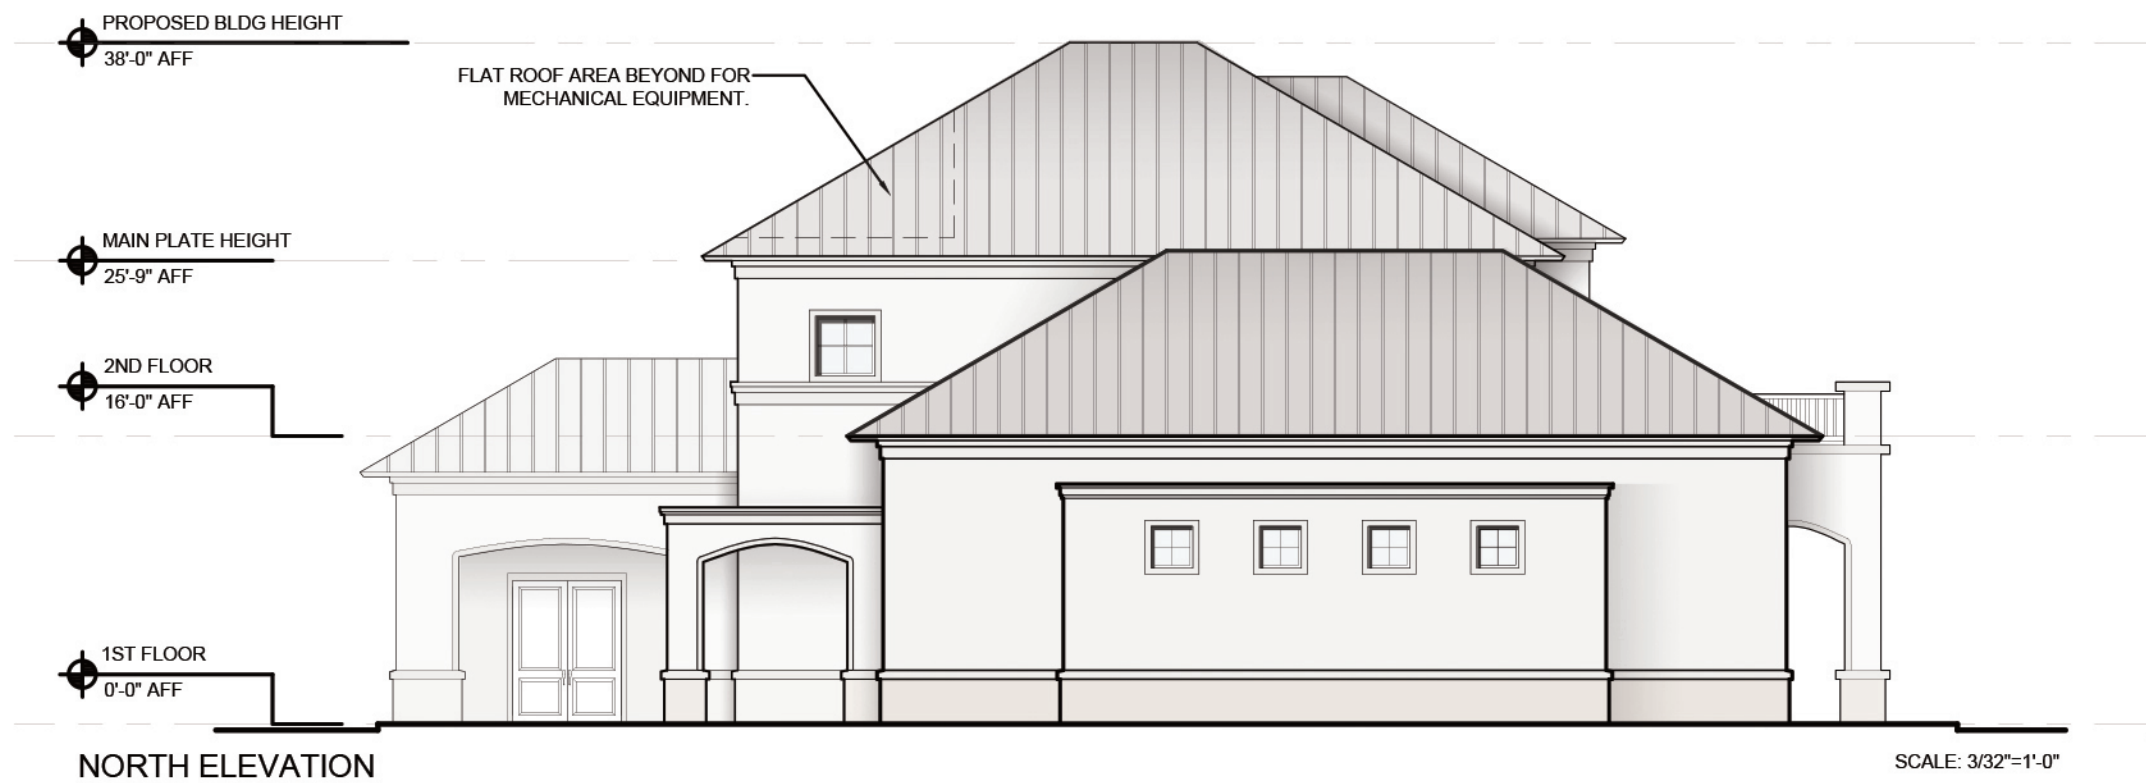 PROPOSED BLDG HEIGHT
38'-0" AFF
FLAT ROOF AREA BEYOND FOR
MECHANICAL EQUIPMENT.
MAIN PLATE HEIGHT
25'-9" AFF
2ND FLOOR
16'-0" AFF
1ST FLOOR
0'-0" AFF
NORTH ELEVATION
SCALE: 3/32"=1'-0"